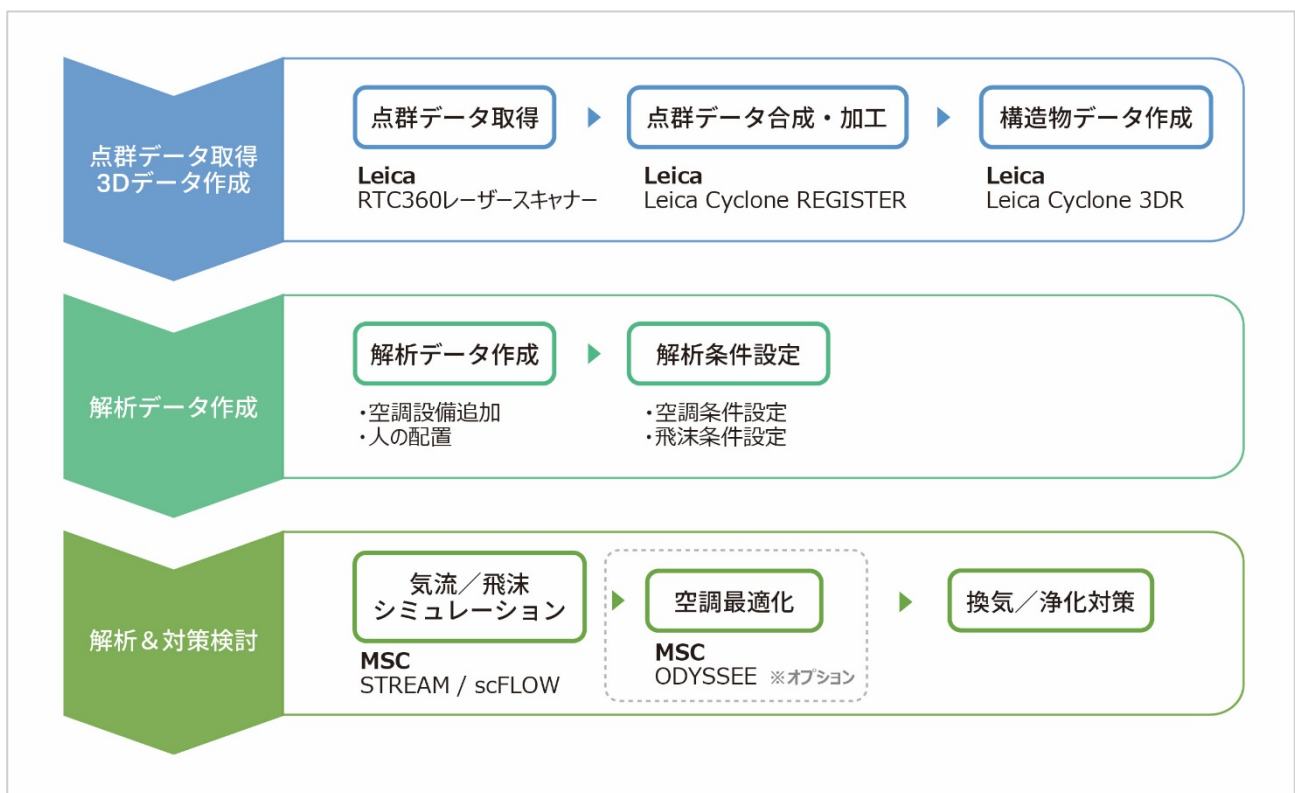 点群データ取得
3Dデータ作成
点群データ取得
点群データ合成・加工
構造物データ作成
Leica
RTC360レーザースキャナー
Leica
Leica Cyclone REGISTER
Leica
Leica Cyclone 3DR
解析データ作成
解析データ作成
解析条件設定
・空調設備追加
・人の配置
・空調条件設定
・飛沫条件設定
解析&対策検討
気流／飛沫
シミュレーション
空調最適化
換気／浄化対策
MSC
STREAM / scFLOW
MSC
ODYSSEE ※オプション